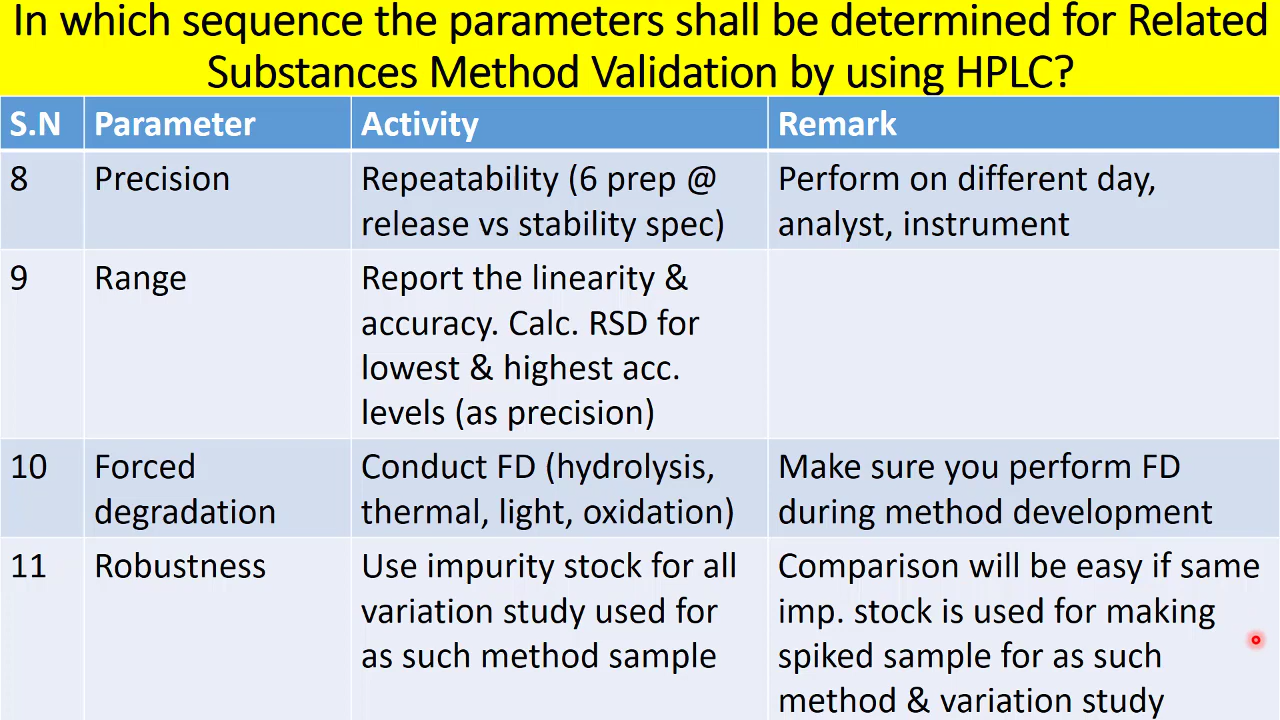 In which sequence the parameters shall be determined for Related
Substances Method Validation by using HPLC?
S.N Parameter Activity Remark
8 Precision Repeatability (6 prep @ Perform on different day,
release vs stability spec) analyst, instrument
9 Range Report the linearity &
accuracy. Calc. RSD for
lowest & highest acc.
levels (as precision)
10 Forced Conduct FD (hydrolysis, Make sure you perform FD
degradation thermal, light, oxidation) during method development
11 Robustness Use impurity stock for all Comparison will be easy if same
variation study used for imp. stock is used for making
as such method sample spiked sample for as such
method & variation study